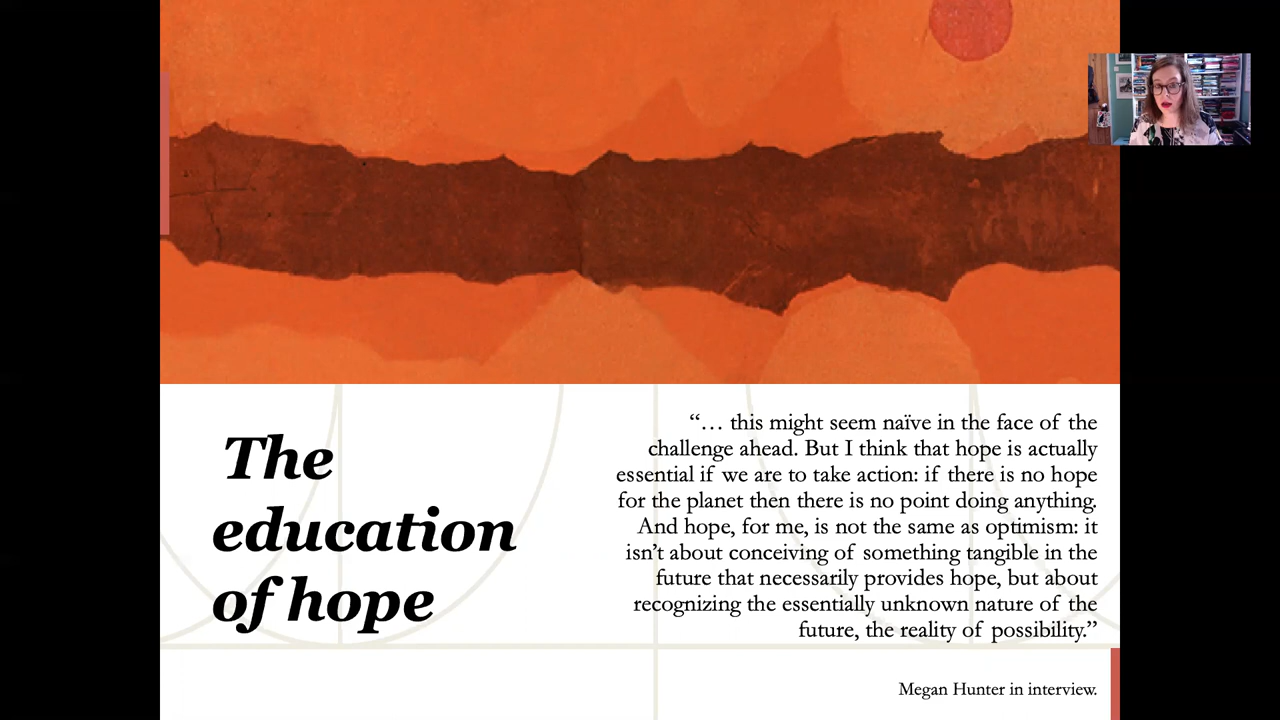 The
education
of hope
“… this might seem naïve in the face of the
challenge ahead. But I think that hope is actually
essential if we are to take action: if there is no hope
for the planet then there is no point doing anything.
And hope, for me, is not the same as optimism: it
isn’t about conceiving of something tangible in the
future that necessarily provides hope, but about
recognizing the essentially unknown nature of the
future, the reality of possibility.”
Megan Hunter in interview.